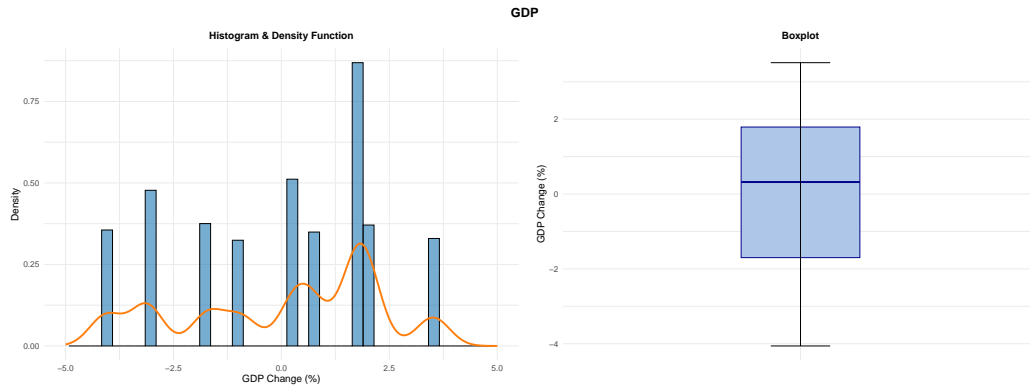 GDP
Histogram & Density Function
Density
0.75
0.50
0.25
0.00
−5.0 −2.5 0.0 2.5 5.0
GDP Change (%)
Boxplot
GDP Change (%)
2
0
−2
−4